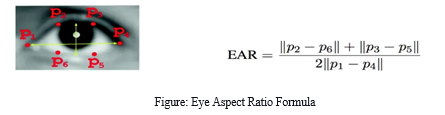 p₂ p₃
p₁ p₄
p₆ p₅
EAR = (‖p₂ − p₆‖ + ‖p₃ − p₅‖) / (2‖p₁ − p₄‖)
Figure: Eye Aspect Ratio Formula